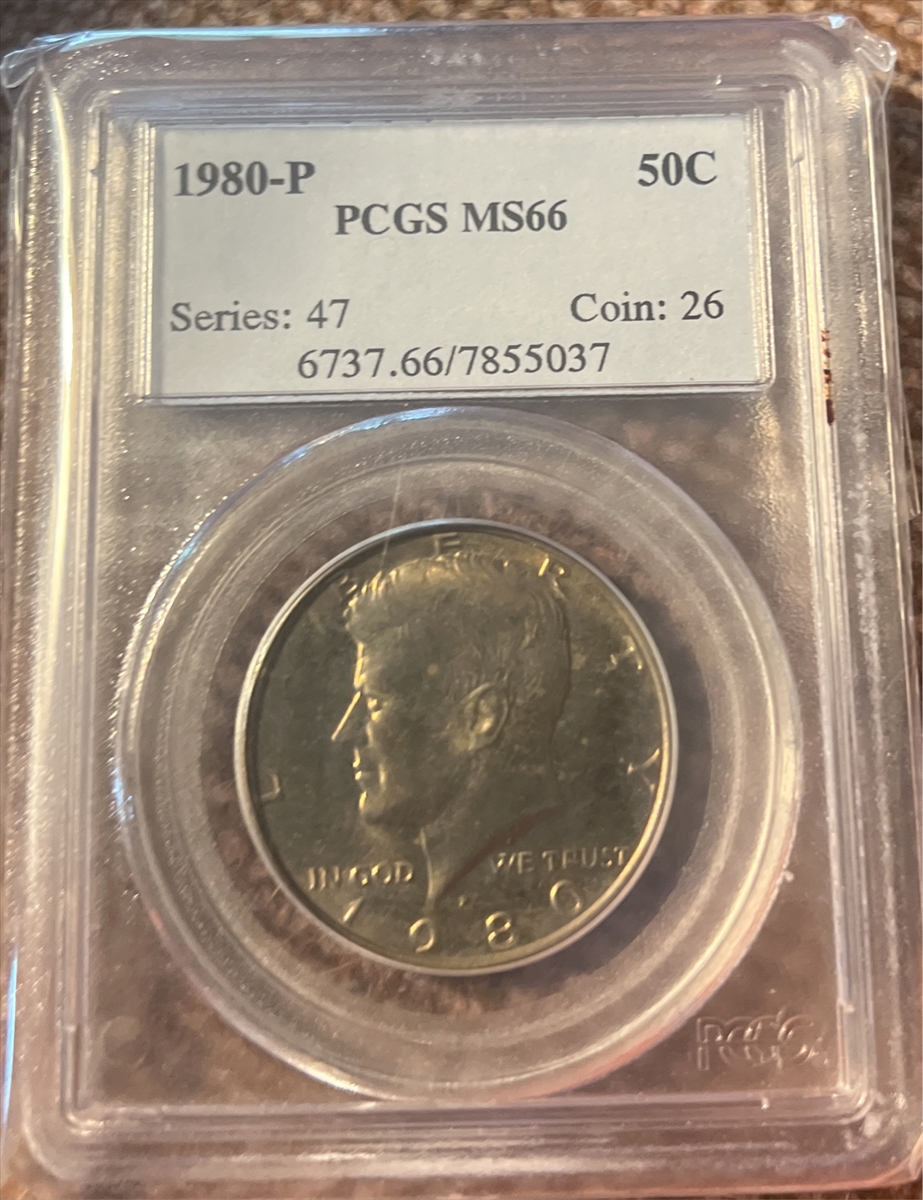 1980-P 50C
PCGS MS66
Series: 47 Coin: 26
6737.66/7855037
L I B E R T Y
IN GOD WE TRUST
1980
PCGS